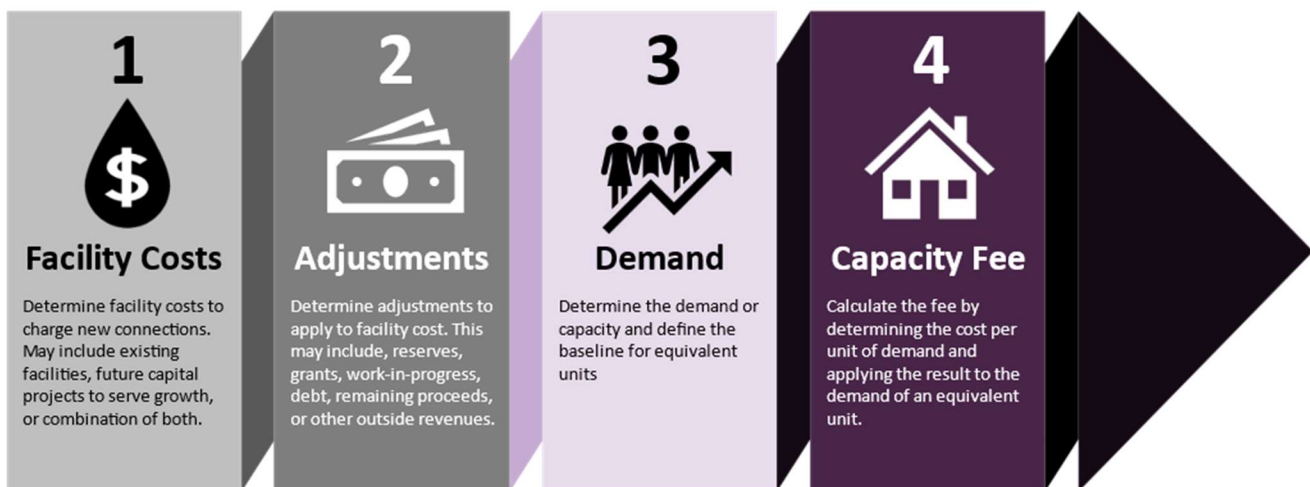 1
$
Facility Costs
Determine facility costs to
charge new connections.
May include existing
facilities, future capital
projects to serve growth,
or combination of both.
2
Adjustments
Determine adjustments to
apply to facility cost. This
may include, reserves,
grants, work-in-progress,
debt, remaining proceeds,
or other outside revenues.
3
Demand
Determine the demand or
capacity and define the
baseline for equivalent
units
4
Capacity Fee
Calculate the fee by
determining the cost per
unit of demand and
applying the result to the
demand of an equivalent
unit.